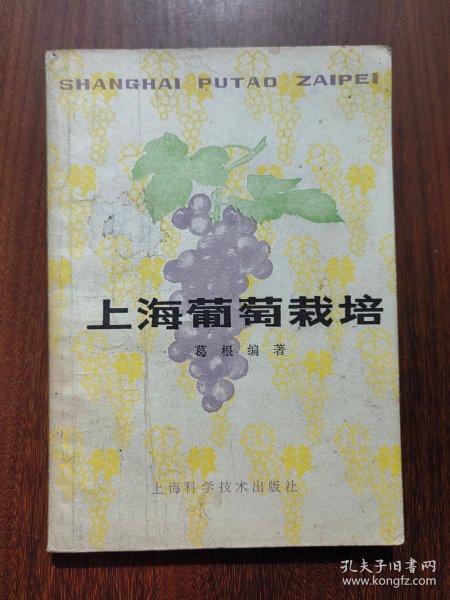 SHANGHAI PUTAO ZAIPEI
上海葡萄栽培
葛根编著
上海科学技术出版社
孔夫子旧书网
www.kongfz.com